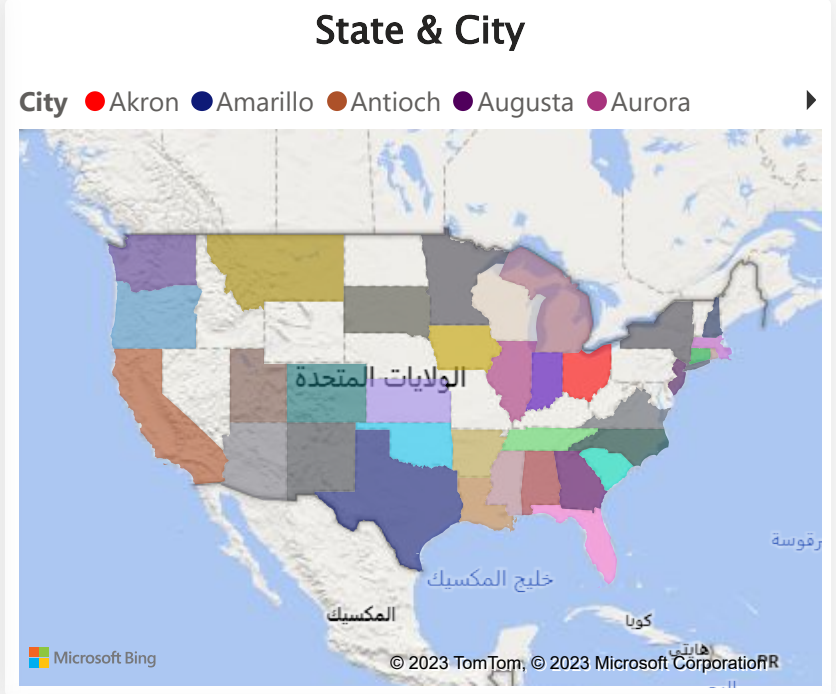 State & City
City Akron Amarillo Antioch Augusta Aurora
الولايات المتحدة
خليج المكسيك
المكسيك
كوبا
هايتي
PR
Microsoft Bing
© 2023 TomTom, © 2023 Microsoft Corporation